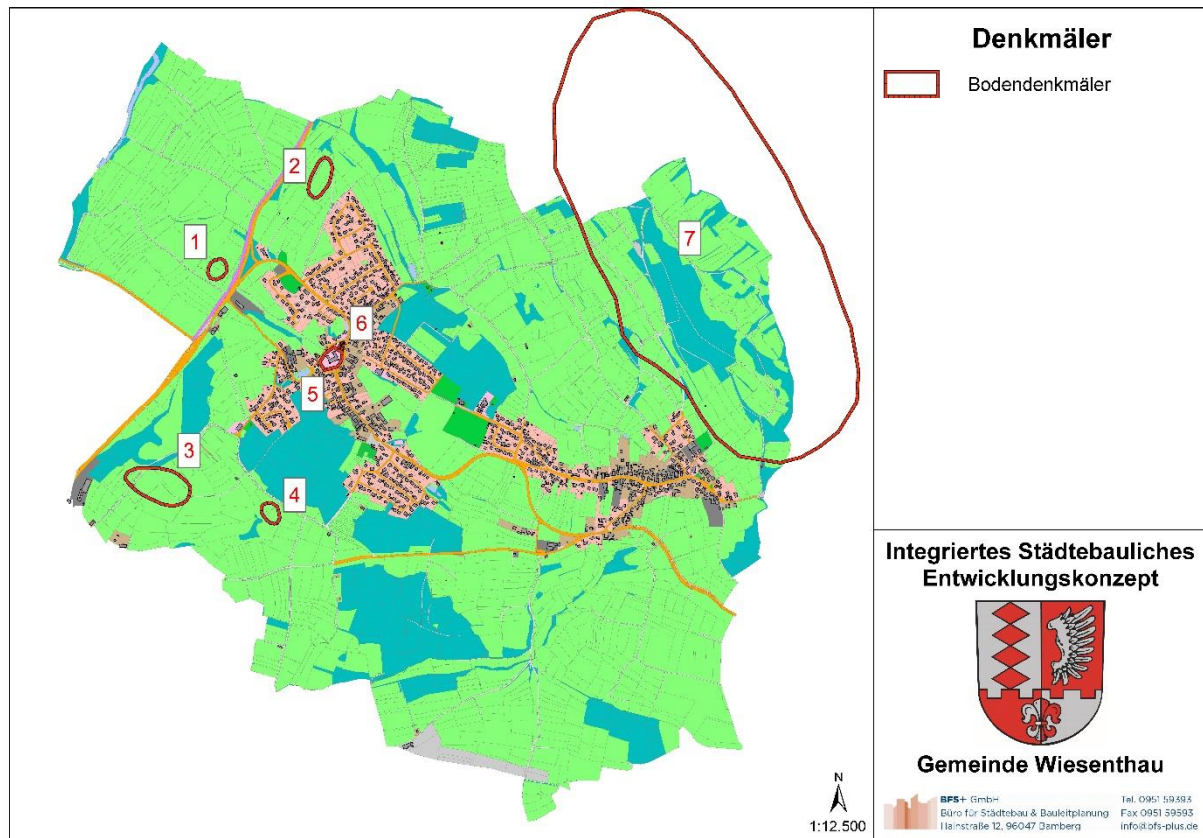 Denkmäler
Bodendenkmäler
1
2
3
4
5
6
7
N
1:12.500
Integriertes Städtebauliches
Entwicklungskonzept
Gemeinde Wiesenthau
BFS+ GmbH
Büro für Städtebau & Bauleitplanung
Hainstraße 12, 96047 Bamberg
Tel. 0951 59393
Fax 0951 59593
info@bfs-plus.de